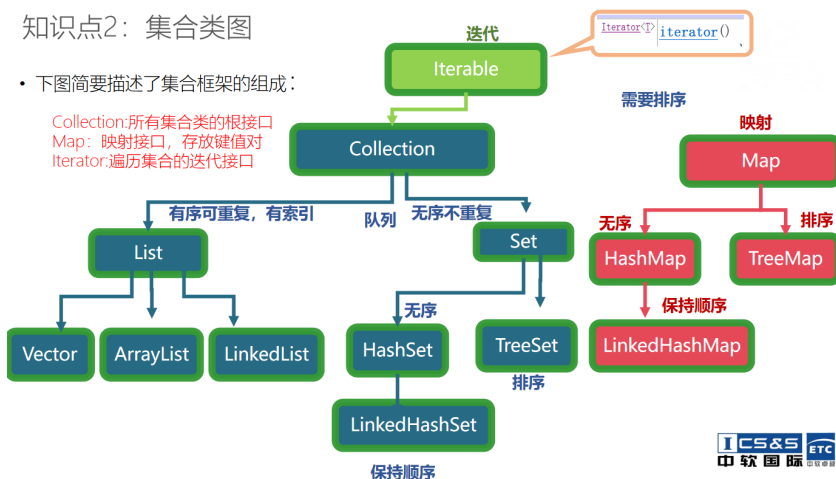 知识点2：集合类图
迭代
Iterator<T> iterator()
、
Iterable
• 下图简要描述了集合框架的组成：
需要排序
Collection:所有集合类的根接口
Map：映射接口，存放键值对
Iterator:遍历集合的迭代接口
映射
Collection
Map
有序可重复，有索引
队列
无序不重复
无序
排序
List
Set
HashMap
TreeMap
无序
保持顺序
Vector
ArrayList
LinkedList
HashSet
TreeSet
LinkedHashMap
排序
LinkedHashSet
保持顺序
ICS&S
中软国际
ETC